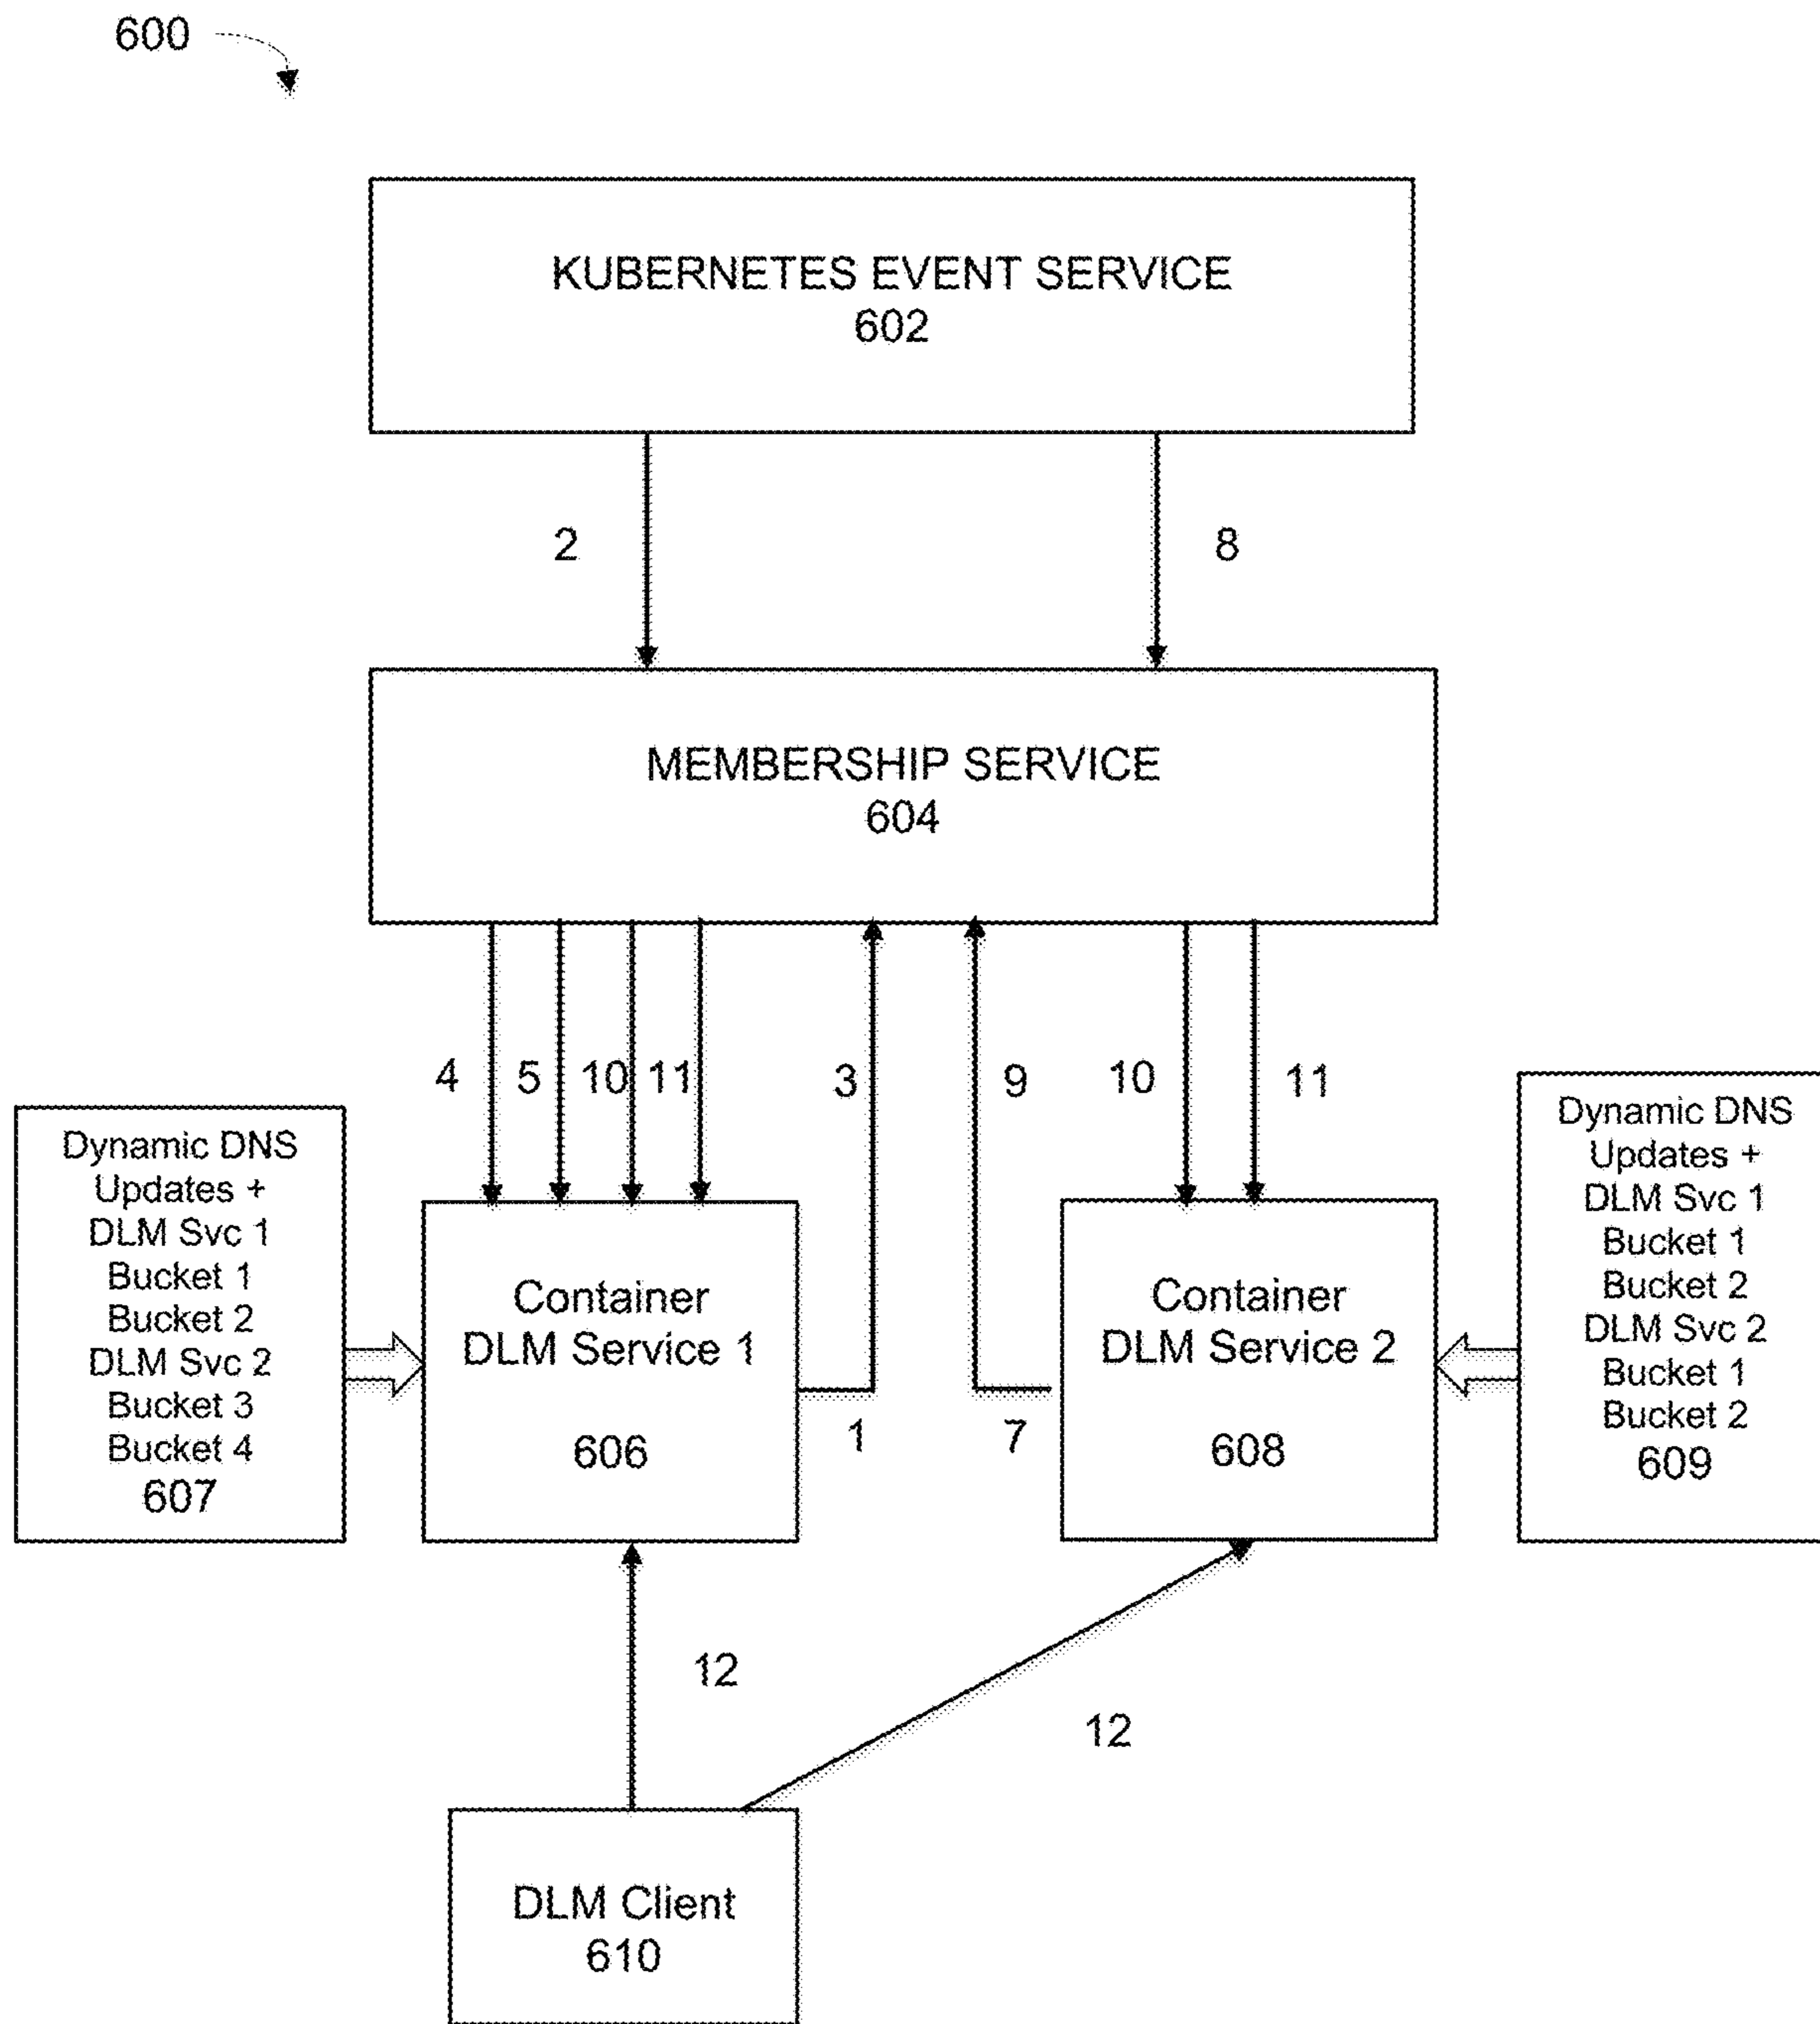 600
KUBERNETES EVENT SERVICE
602
2
8
MEMBERSHIP SERVICE
604
4
5
10
11
3
9
10
11
Dynamic DNS
Updates +
DLM Svc 1
Bucket 1
Bucket 2
DLM Svc 2
Bucket 3
Bucket 4
607
Container
DLM Service 1
606
1
7
Container
DLM Service 2
608
Dynamic DNS
Updates +
DLM Svc 1
Bucket 1
Bucket 2
DLM Svc 2
Bucket 1
Bucket 2
609
12
12
DLM Client
610